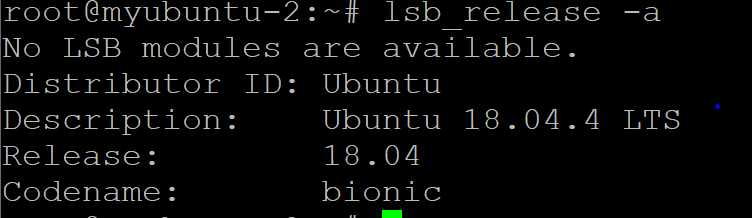 root@myubuntu-2:~# lsb_release -a
No LSB modules are available.
Distributor ID: Ubuntu
Description:    Ubuntu 18.04.4 LTS
Release:        18.04
Codename:       bionic